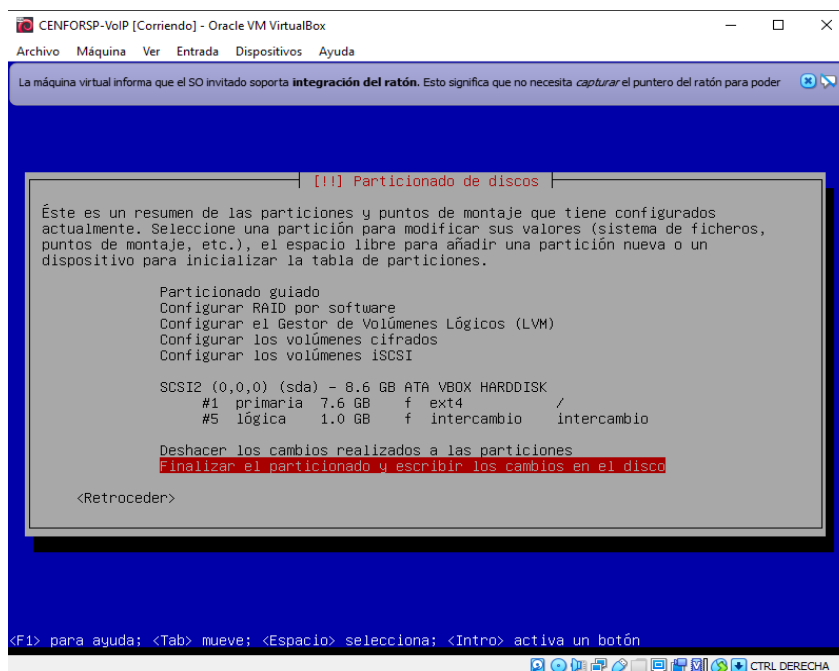 CENFORSP-VoIP [Corriendo] - Oracle VM VirtualBox
Archivo Máquina Ver Entrada Dispositivos Ayuda
La máquina virtual informa que el SO invitado soporta integración del ratón. Esto significa que no necesita capturar el puntero del ratón para poder
[!!] Particionado de discos
Éste es un resumen de las particiones y puntos de montaje que tiene configurados
actualmente. Seleccione una partición para modificar sus valores (sistema de ficheros,
puntos de montaje, etc.), el espacio libre para añadir una partición nueva o un
dispositivo para inicializar la tabla de particiones.
Particionado guiado
Configurar RAID por software
Configurar el Gestor de Volúmenes Lógicos (LVM)
Configurar los volúmenes cifrados
Configurar los volúmenes iSCSI
SCSI2 (0,0,0) (sda) - 8.6 GB ATA VBOX HARDDISK
#1 primaria 7.6 GB f ext4 /
#5 lógica 1.0 GB f intercambio intercambio
Deshacer los cambios realizados a las particiones
Finalizar el particionado y escribir los cambios en el disco
<Retroceder>
<F1> para ayuda; <Tab> mueve; <Espacio> selecciona; <Intro> activa un botón
CTRL DERECHA